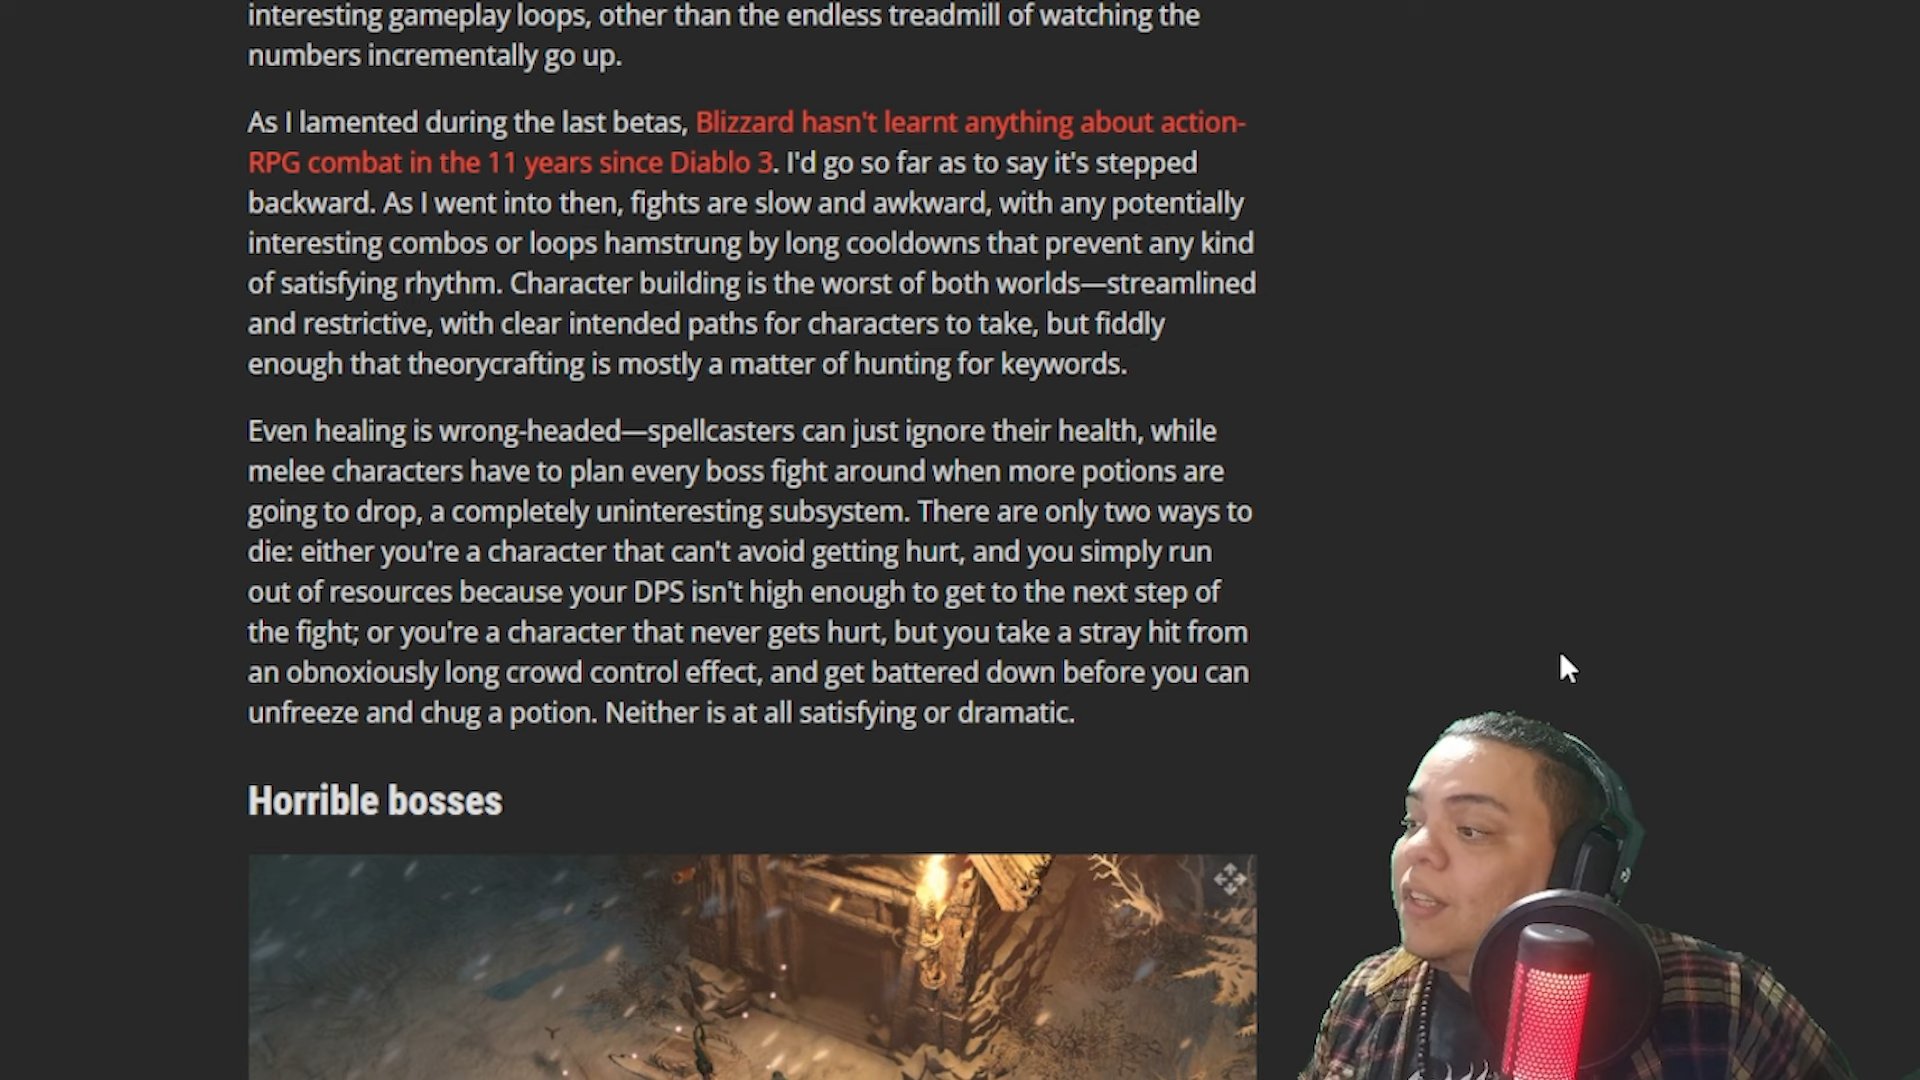 interesting gameplay loops, other than the endless treadmill of watching the
numbers incrementally go up.
As I lamented during the last betas, Blizzard hasn't learnt anything about action-
RPG combat in the 11 years since Diablo 3. I'd go so far as to say it's stepped
backward. As I went into then, fights are slow and awkward, with any potentially
interesting combos or loops hamstrung by long cooldowns that prevent any kind
of satisfying rhythm. Character building is the worst of both worlds—streamlined
and restrictive, with clear intended paths for characters to take, but fiddly
enough that theorycrafting is mostly a matter of hunting for keywords.
Even healing is wrong-headed—spellcasters can just ignore their health, while
melee characters have to plan every boss fight around when more potions are
going to drop, a completely uninteresting subsystem. There are only two ways to
die: either you're a character that can't avoid getting hurt, and you simply run
out of resources because your DPS isn't high enough to get to the next step of
the fight; or you're a character that never gets hurt, but you take a stray hit from
an obnoxiously long crowd control effect, and get battered down before you can
unfreeze and chug a potion. Neither is at all satisfying or dramatic.
Horrible bosses